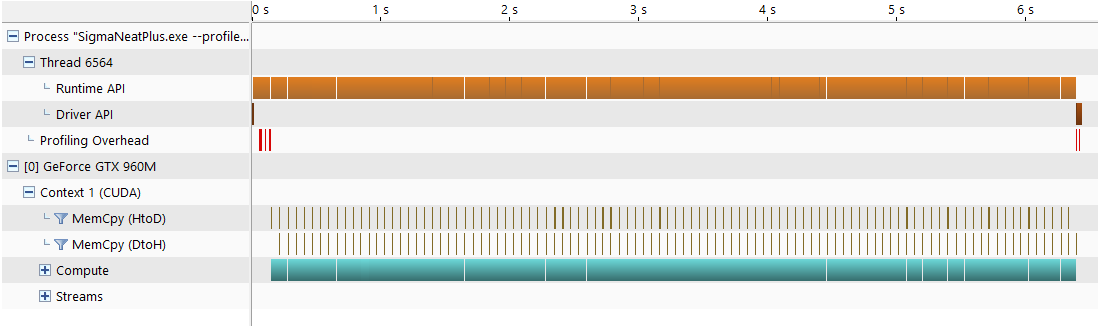 0 s 1 s 2 s 3 s 4 s 5 s 6 s
Process "SigmaNeatPlus.exe --profile...
Thread 6564
Runtime API
Driver API
Profiling Overhead
[0] GeForce GTX 960M
Context 1 (CUDA)
MemCpy (HtoD)
MemCpy (DtoH)
Compute
Streams